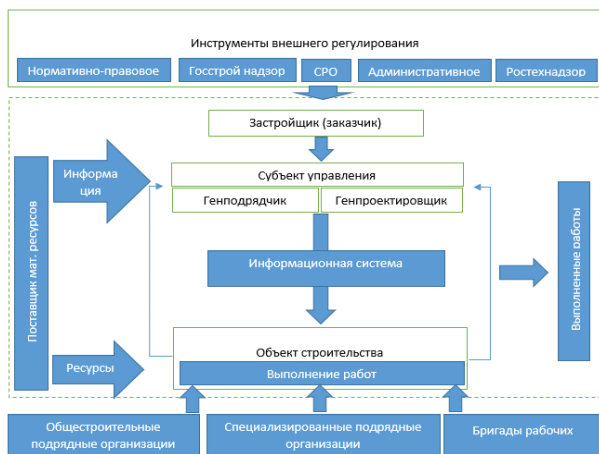 Инструменты внешнего регулирования
Нормативно-правовое
Госстрой надзор
СРО
Административное
Ростехнадзор
Застройщик (заказчик)
Информа
ция
Субъект управления
Генподрядчик
Генпроектировщик
Поставщик мат. ресурсов
Информационная система
Выполненные работы
Объект строительства
Ресурсы
Выполнение работ
Общестроительные
подрядные организации
Специализированные подрядные
организации
Бригады рабочих